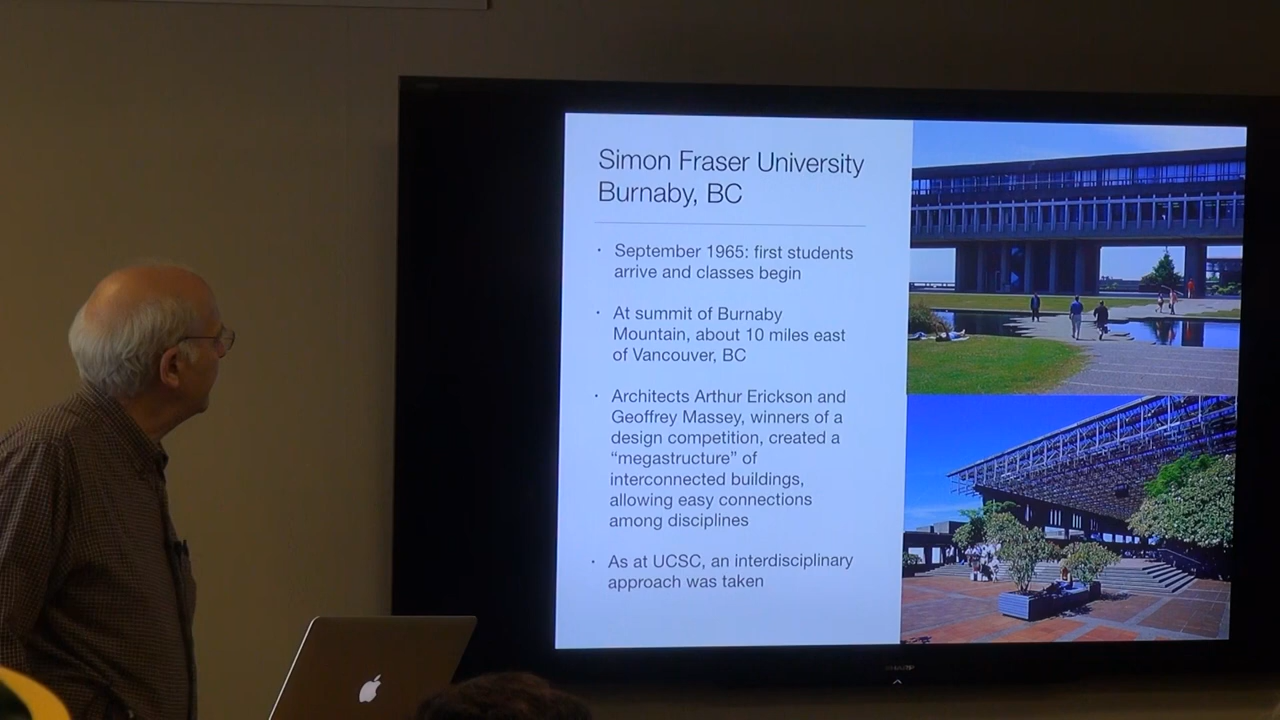 Simon Fraser University
Burnaby, BC
· September 1965: first students
arrive and classes begin
· At summit of Burnaby
Mountain, about 10 miles east
of Vancouver, BC
· Architects Arthur Erickson and
Geoffrey Massey, winners of a
design competition, created a
“megastructure” of
interconnected buildings,
allowing easy connections
among disciplines
· As at UCSC, an interdisciplinary
approach was taken
SHARP